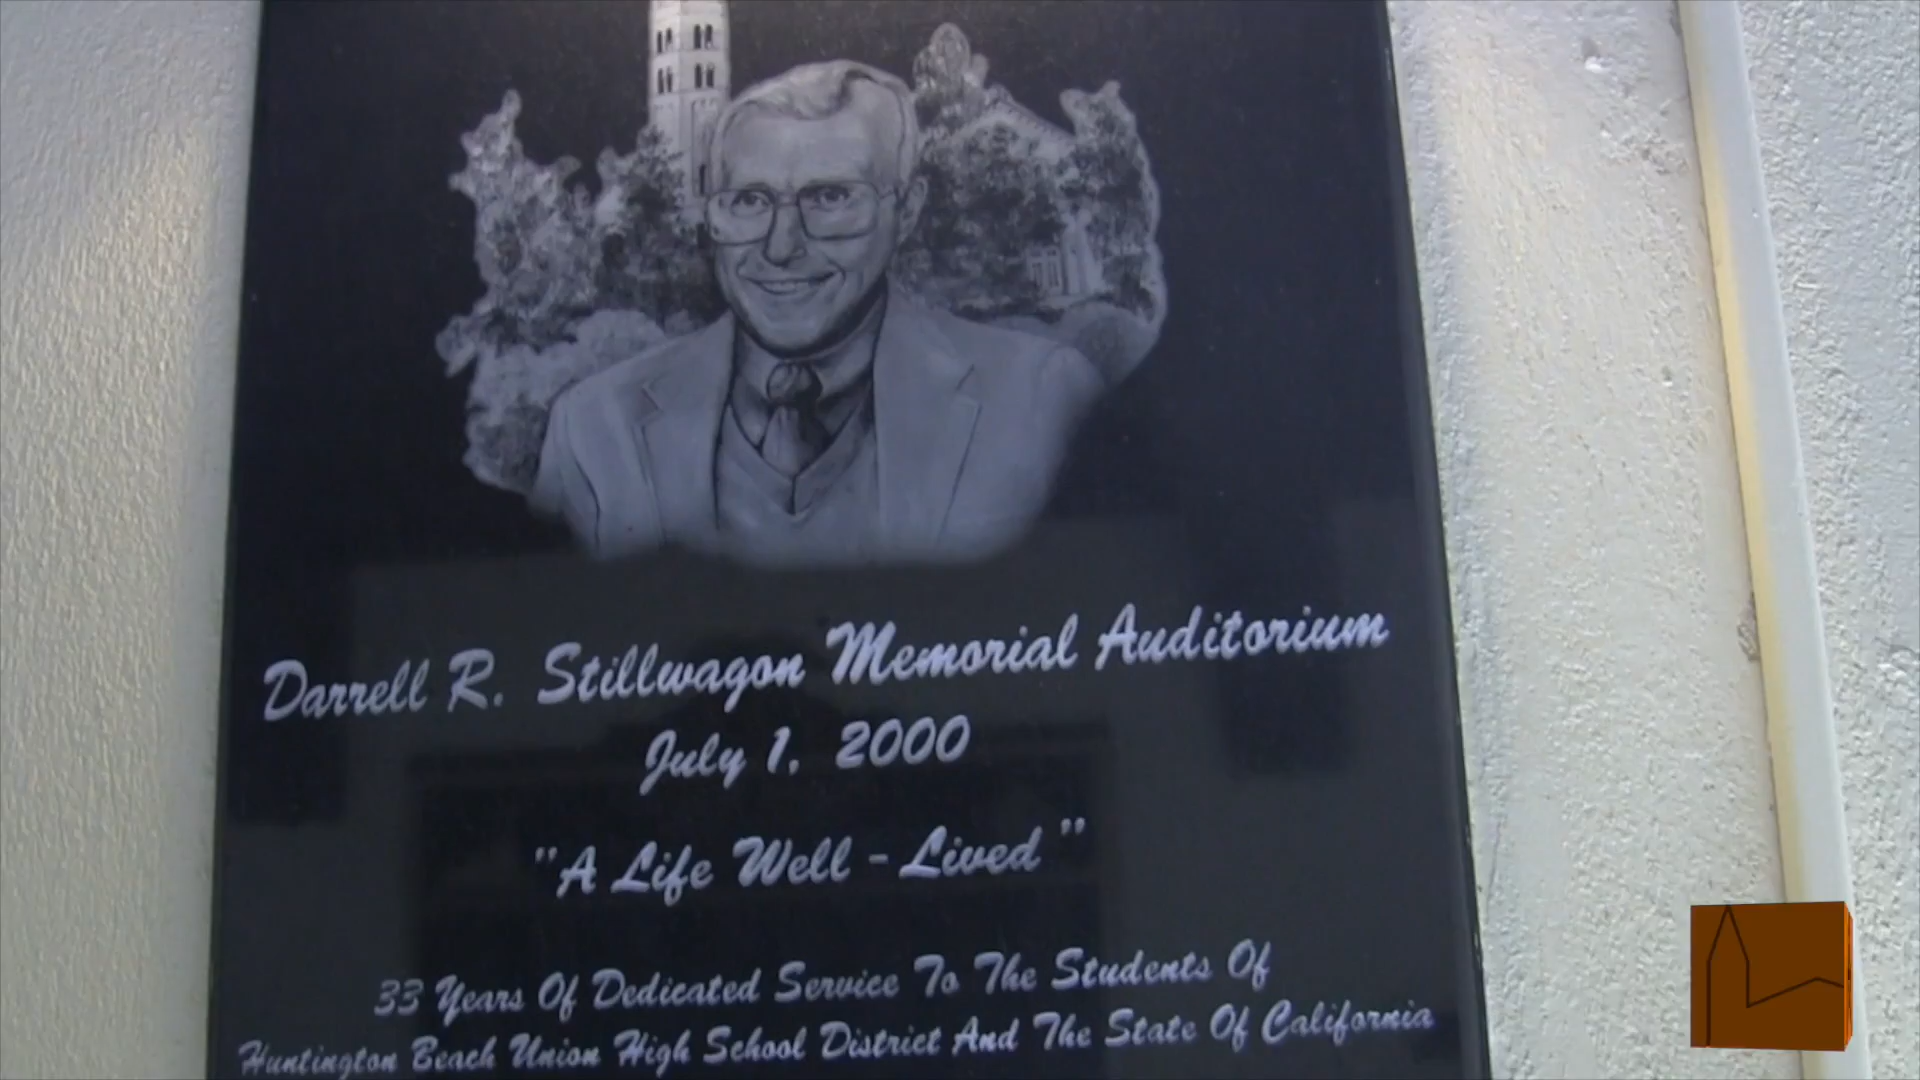 Darrell R. Stillwagon Memorial Auditorium
July 1, 2000
"A Life Well - Lived"
33 Years Of Dedicated Service To The Students Of
Huntington Beach Union High School District And The State Of California